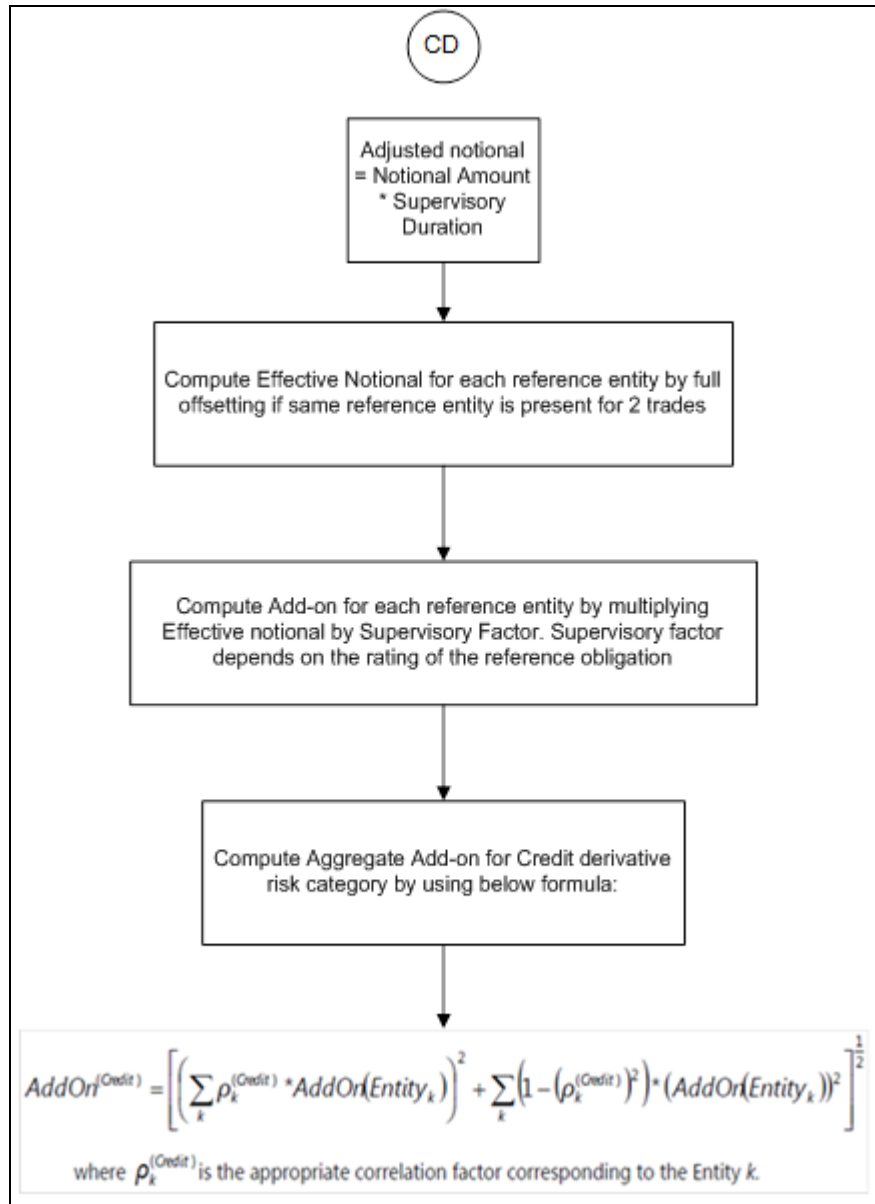 CD
Adjusted notional
= Notional Amount
* Supervisory
Duration
Compute Effective Notional for each reference entity by full
offsetting if same reference entity is present for 2 trades
Compute Add-on for each reference entity by multiplying
Effective notional by Supervisory Factor. Supervisory factor
depends on the rating of the reference obligation
Compute Aggregate Add-on for Credit derivative
risk category by using below formula:
AddOn^(Credit) = [(∑_k ρ_k^(Credit) * AddOn(Entity_k))^2 + ∑_k (1 − (ρ_k^(Credit))^2) * (AddOn(Entity_k))^2]^(1/2)
where ρ_k^(Credit) is the appropriate correlation factor corresponding to the Entity k.